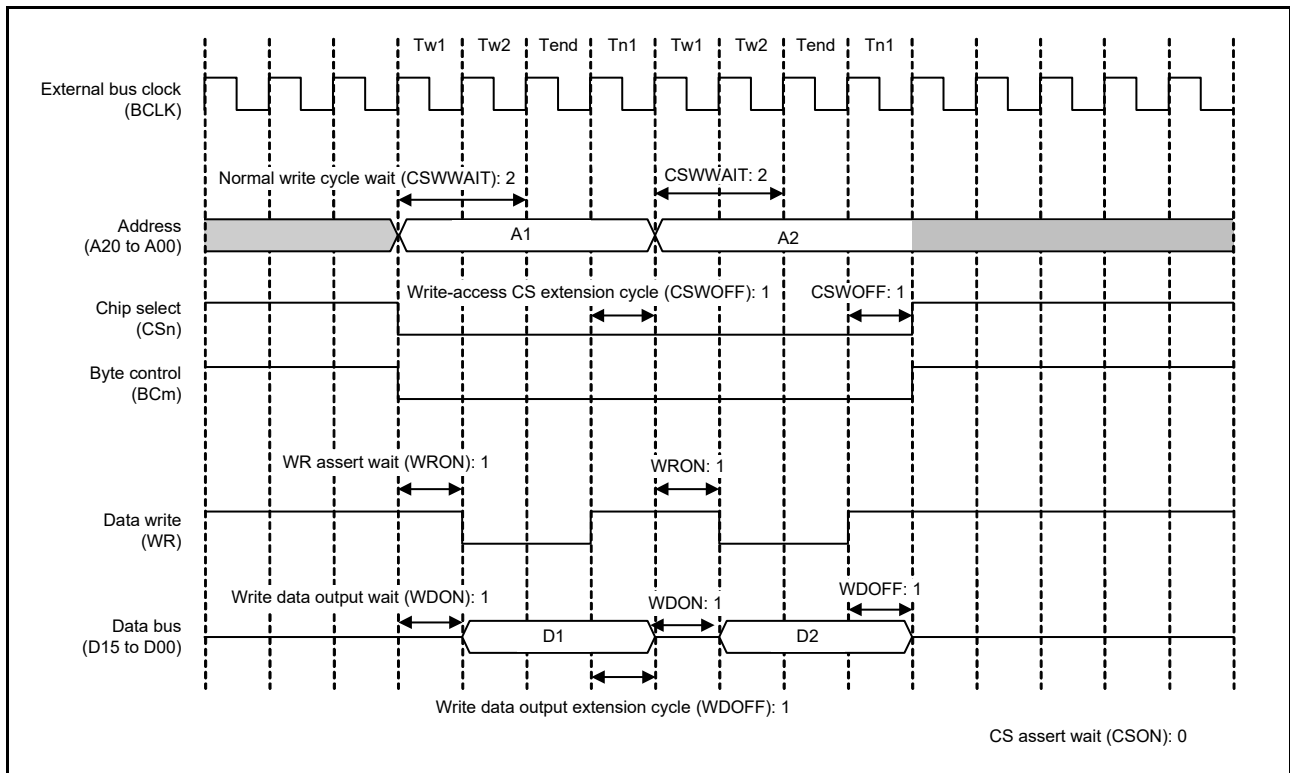 Tw1 Tw2 Tend Tn1 Tw1 Tw2 Tend Tn1
External bus clock
(BCLK)
Normal write cycle wait (CSWWAIT): 2
CSWWAIT: 2
Address
(A20 to A00)
A1
A2
Write-access CS extension cycle (CSWOFF): 1
CSWOFF: 1
Chip select
(CSn)
Byte control
(BCm)
WR assert wait (WRON): 1
WRON: 1
Data write
(WR)
Write data output wait (WDON): 1
WDON: 1
WDOFF: 1
Data bus
(D15 to D00)
D1
D2
Write data output extension cycle (WDOFF): 1
CS assert wait (CSON): 0